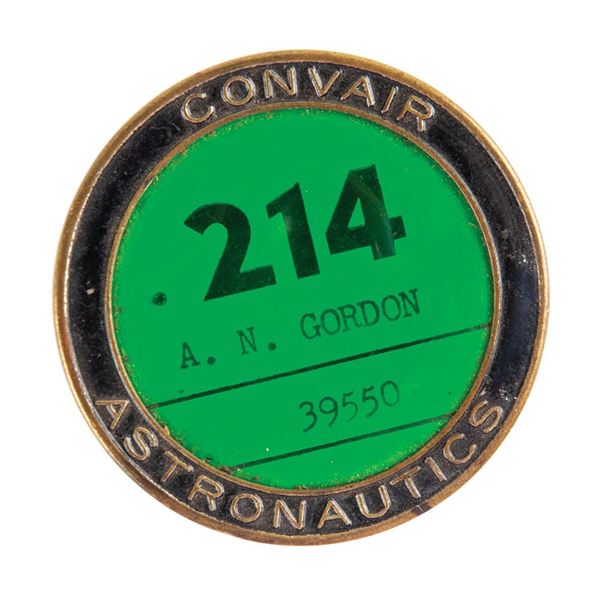 CONVAIR
214
A. N. GORDON
39550
ASTRONAUTICS